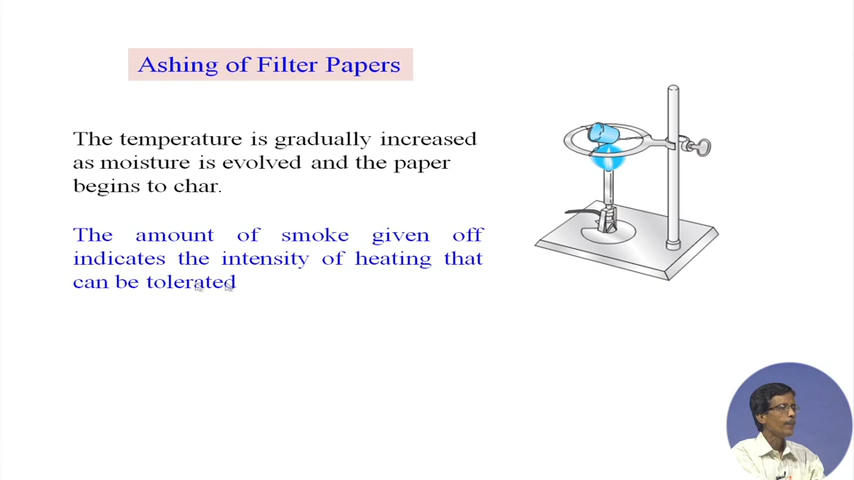 Ashing of Filter Papers
The temperature is gradually increased
as moisture is evolved and the paper
begins to char.
The amount of smoke given off
indicates the intensity of heating that
can be tolerated